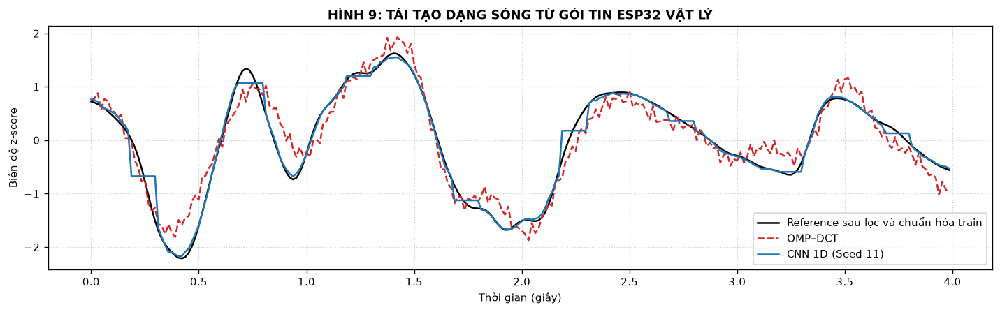 HÌNH 9: TÁI TẠO DẠNG SÓNG TỪ GÓI TIN ESP32 VẬT LÝ
2
1
0
−1
−2
Biên độ z-score
Reference sau lọc và chuẩn hóa train
OMP–DCT
CNN 1D (Seed 11)
0.0 0.5 1.0 1.5 2.0 2.5 3.0 3.5 4.0
Thời gian (giây)